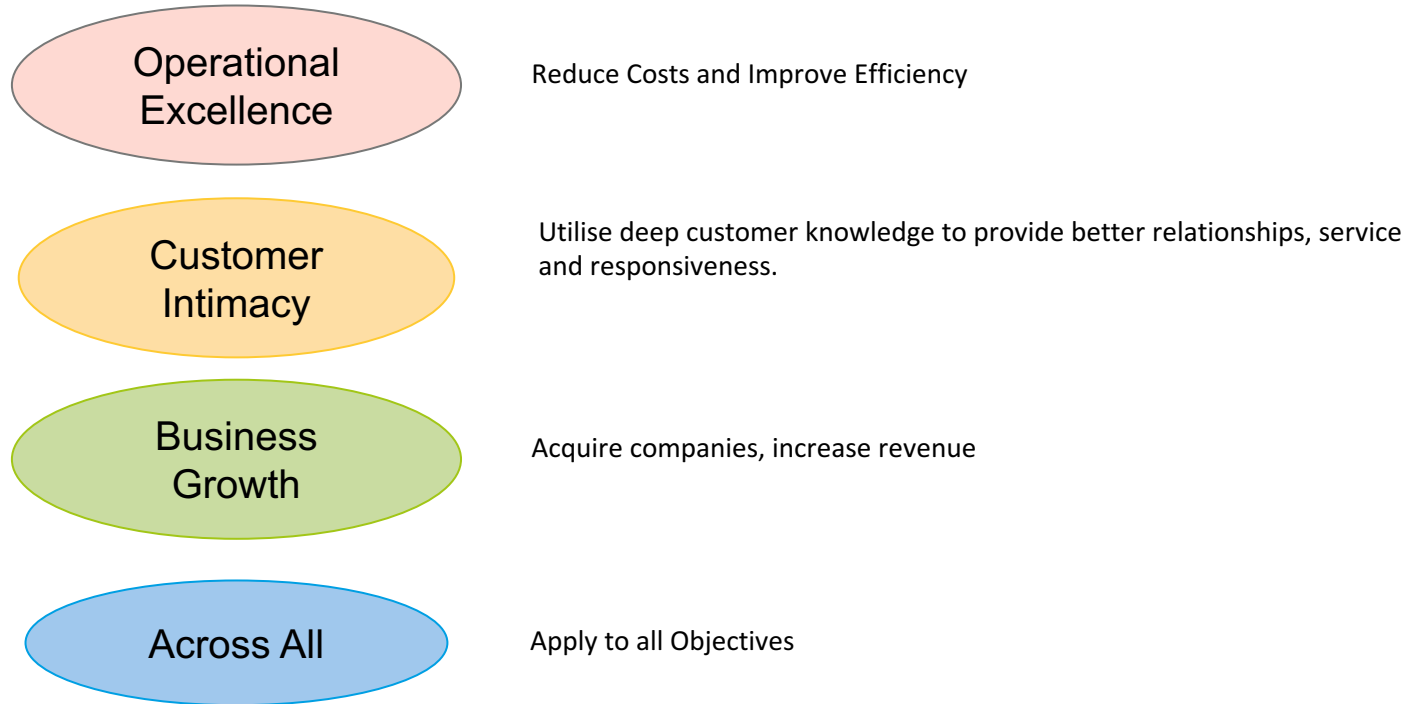 Operational
Excellence
Reduce Costs and Improve Efficiency
Customer
Intimacy
Utilise deep customer knowledge to provide better relationships, service
and responsiveness.
Business
Growth
Acquire companies, increase revenue
Across All
Apply to all Objectives